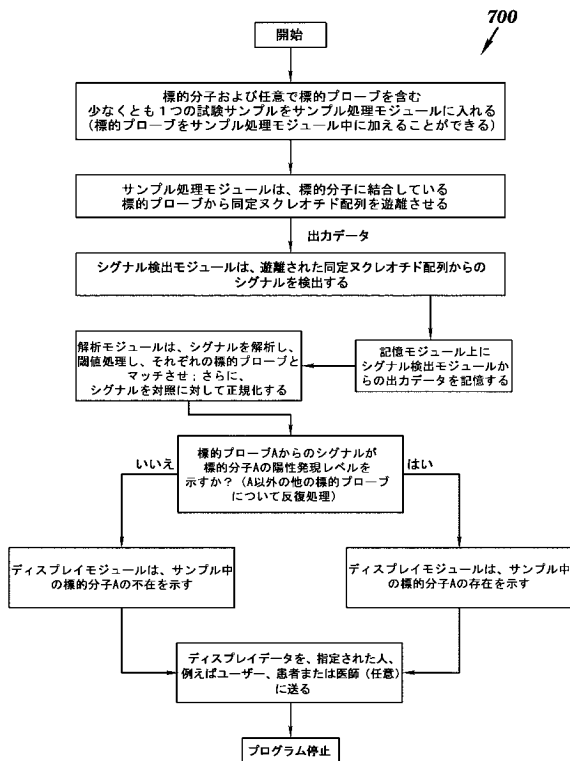 700
開始
標的分子および任意で標的プローブを含む
少なくとも1つの試験サンプルをサンプル処理モジュールに入れる
(標的プローブをサンプル処理モジュール中に加えることができる)
サンプル処理モジュールは、標的分子に結合している
標的プローブから同定ヌクレオチド配列を遊離させる
出力データ
シグナル検出モジュールは、遊離された同定ヌクレオチド配列からの
シグナルを検出する
記憶モジュール上に
シグナル検出モジュールか
らの出力データを記憶する
解析モジュールは、シグナルを解析し、
閾値処理し、それぞれの標的プローブと
マッチさせ；さらに、
シグナルを対照に対して正規化する
標的プローブAからのシグナルが
標的分子Aの陽性発現レベルを
示すか？（A以外の他の標的プローブ
について反復処理）
いいえ
はい
ディスプレイモジュールは、サンプル中
の標的分子Aの不在を示す
ディスプレイモジュールは、サンプル中
の標的分子Aの存在を示す
ディスプレイデータを、指定された人、
例えばユーザー、患者または医師（任意）
に送る
プログラム停止